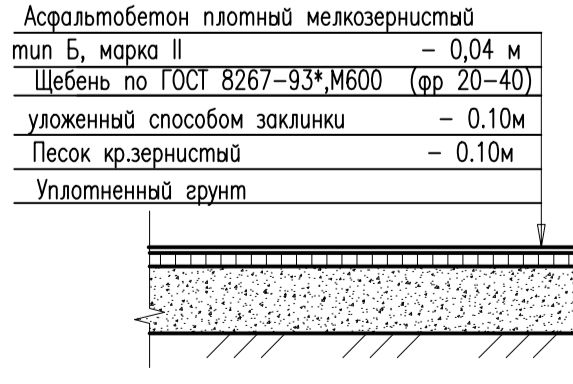 Асфальтобетон плотный мелкозернистый
тип Б, марка II – 0,04 м
Щебень по ГОСТ 8267-93*,М600 (фр 20-40)
уложенный способом заклинки – 0.10м
Песок кр.зернистый – 0.10м
Уплотненный грунт